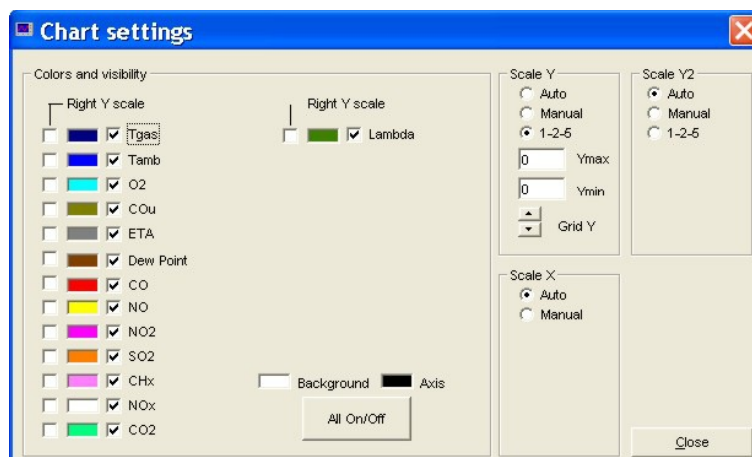 Chart settings
Colors and visibility
Right Y scale
Tgas
Tamb
O2
COu
ETA
Dew Point
CO
NO
NO2
SO2
CHx
NOx
CO2
Right Y scale
Lambda
Background
Axis
All On/Off
Scale Y
Auto
Manual
1-2-5
0 Ymax
0 Ymin
Grid Y
Scale Y2
Auto
Manual
1-2-5
Scale X
Auto
Manual
Close